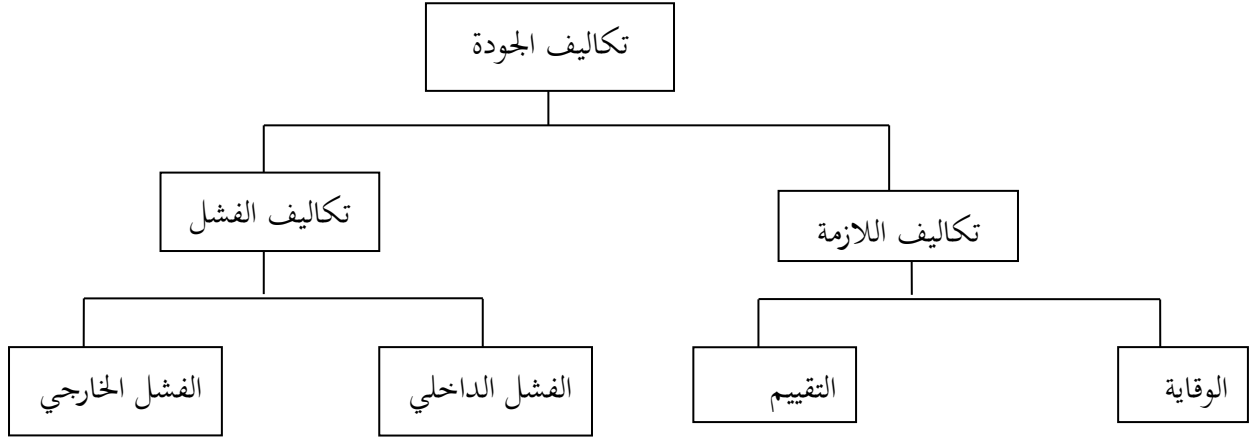 تكاليف الجودة
تكاليف اللازمة
تكاليف الفشل
الوقاية
التقييم
الفشل الداخلي
الفشل الخارجي